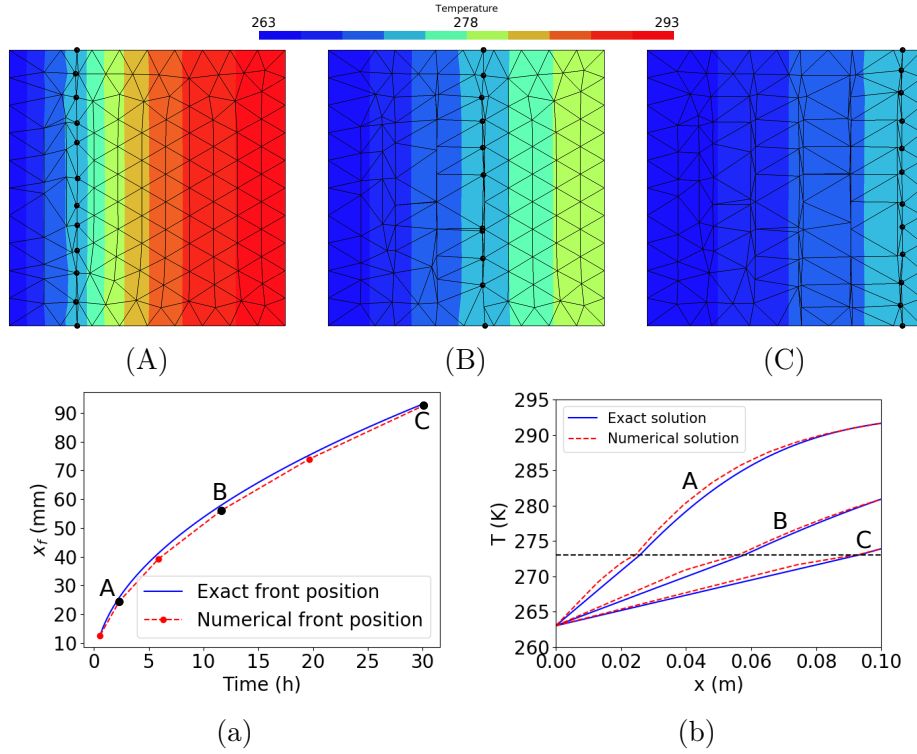 Temperature
263 278 293
(A) (B) (C)
90
80
70
60
50
40
30
20
10
x_f (mm)
A
B
C
Exact front position
Numerical front position
0 5 10 15 20 25 30
Time (h)
(a)
295
290
285
280
275
270
265
260
T (K)
Exact solution
Numerical solution
A
B
C
0.00 0.02 0.04 0.06 0.08 0.10
x (m)
(b)